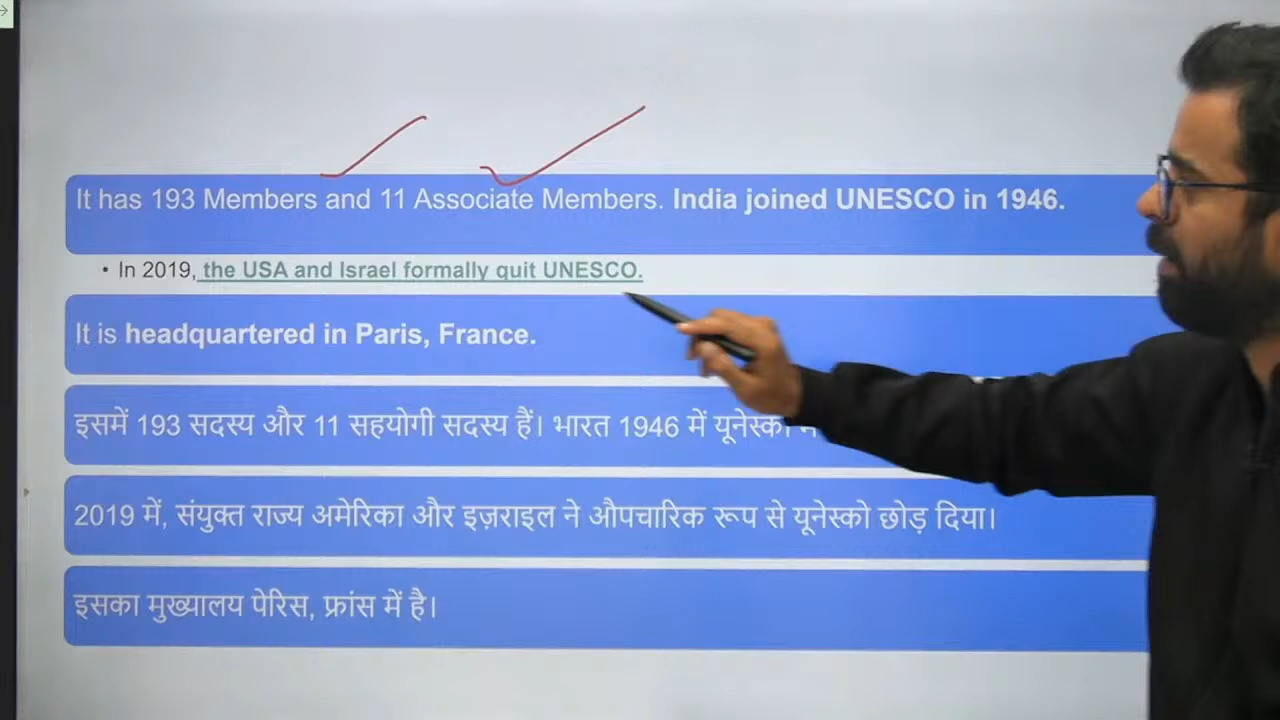 It has 193 Members and 11 Associate Members. India joined UNESCO in 1946.
• In 2019, the USA and Israel formally quit UNESCO.
It is headquartered in Paris, France.
इसमें 193 सदस्य और 11 सहयोगी सदस्य हैं। भारत 1946 में
2019 में, संयुक्त राज्य अमेरिका और इज़राइल ने औपचारिक रूप से यूनेस्को छोड़ दिया।
इसका मुख्यालय पेरिस, फ्रांस में है।